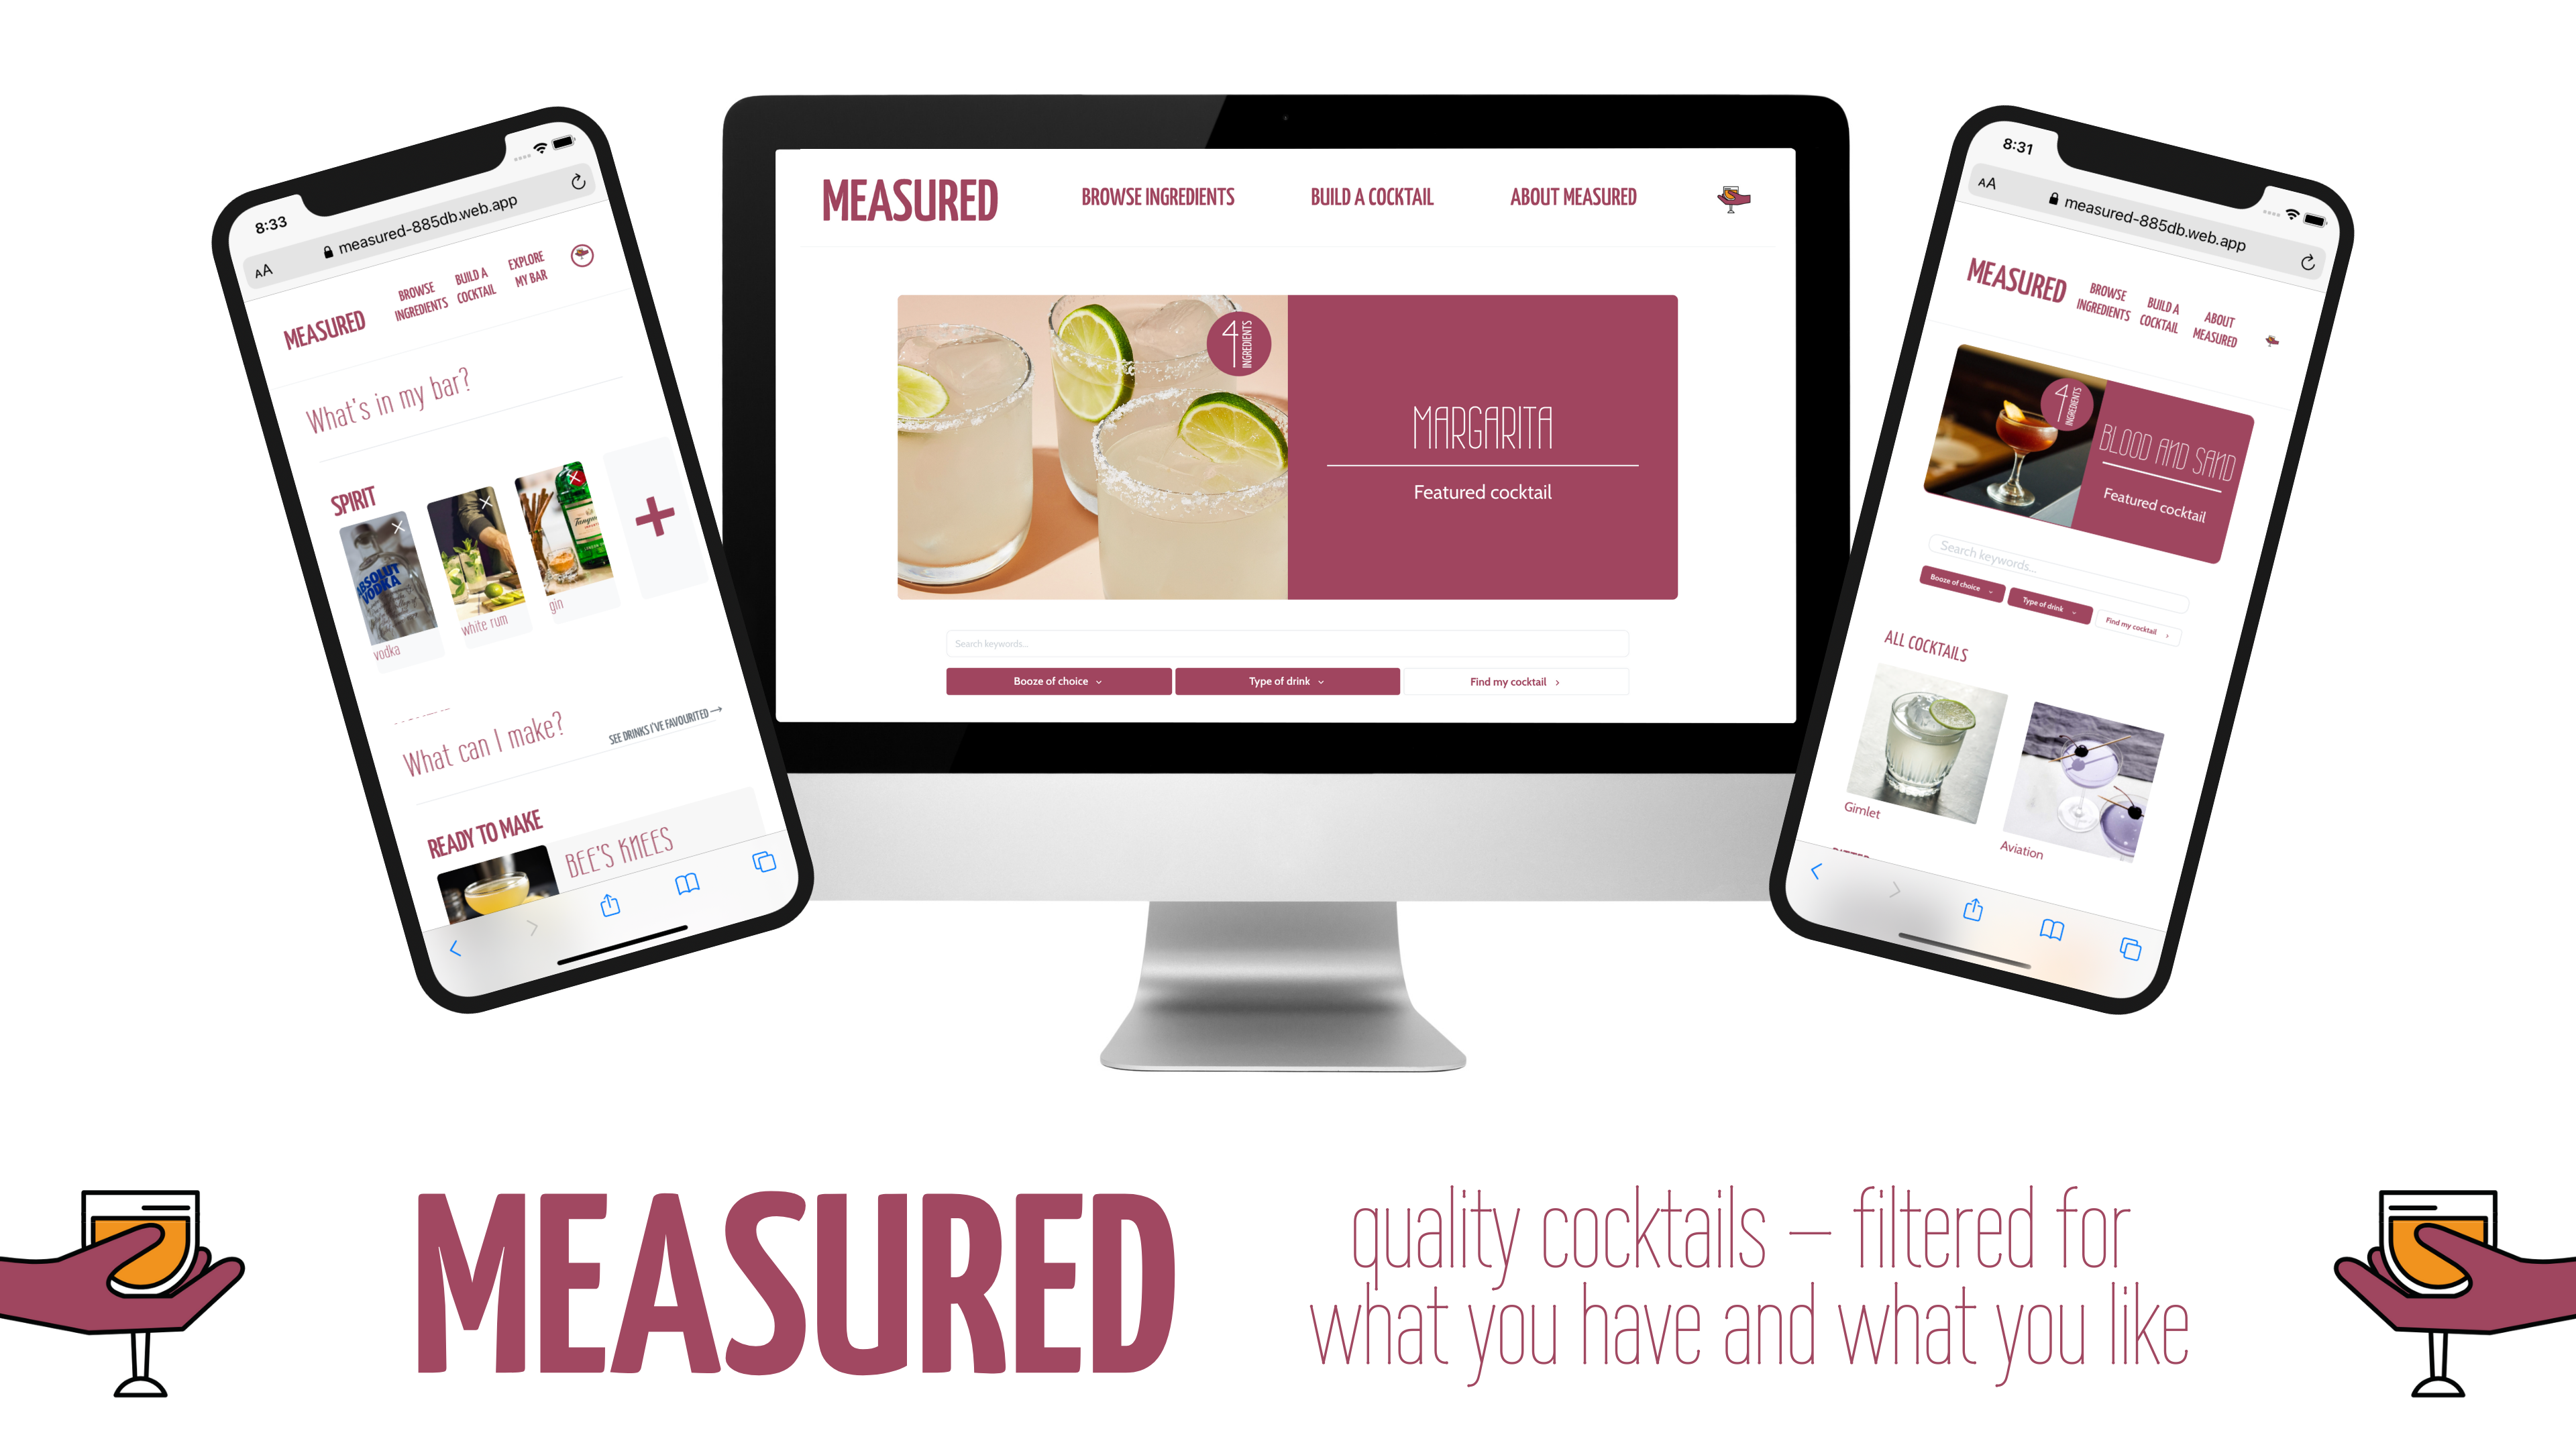 8:33
AA
measured-885db.web.app
MEASURED
BROWSE
INGREDIENTS
BUILD A
COCKTAIL
EXPLORE
MY BAR
What's in my bar?
SPIRIT
ABSOLUT
VODKA
vodka
white rum
gin
What can I make?
SEE DRINKS I'VE FAVOURITED →
READY TO MAKE
BEE'S KNEES
MEASURED
BROWSE INGREDIENTS
BUILD A COCKTAIL
ABOUT MEASURED
4 INGREDIENTS
MARGARITA
Featured cocktail
Search keywords...
Booze of choice
Type of drink
Find my cocktail
8:31
AA
measured-885db.web.app
MEASURED
BROWSE
INGREDIENTS
BUILD A
COCKTAIL
ABOUT
MEASURED
4 INGREDIENTS
BLOOD AND SAND
Featured cocktail
Search keywords...
Booze of choice
Type of drink
Find my cocktail
ALL COCKTAILS
Gimlet
Aviation
MEASURED
quality cocktails – filtered for
what you have and what you like